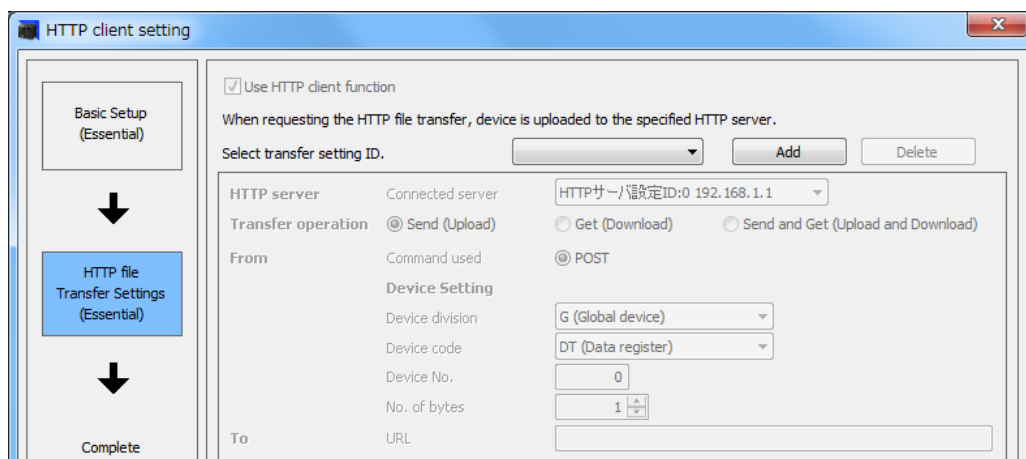 HTTP client setting
Basic Setup
(Essential)
HTTP file
Transfer Settings
(Essential)
Complete
Use HTTP client function
When requesting the HTTP file transfer, device is uploaded to the specified HTTP server.
Select transfer setting ID. Add Delete
HTTP server Connected server HTTPサーバ設定ID:0 192.168.1.1
Transfer operation Send (Upload) Get (Download) Send and Get (Upload and Download)
From Command used POST
Device Setting
Device division G (Global device)
Device code DT (Data register)
Device No. 0
No. of bytes 1
To URL